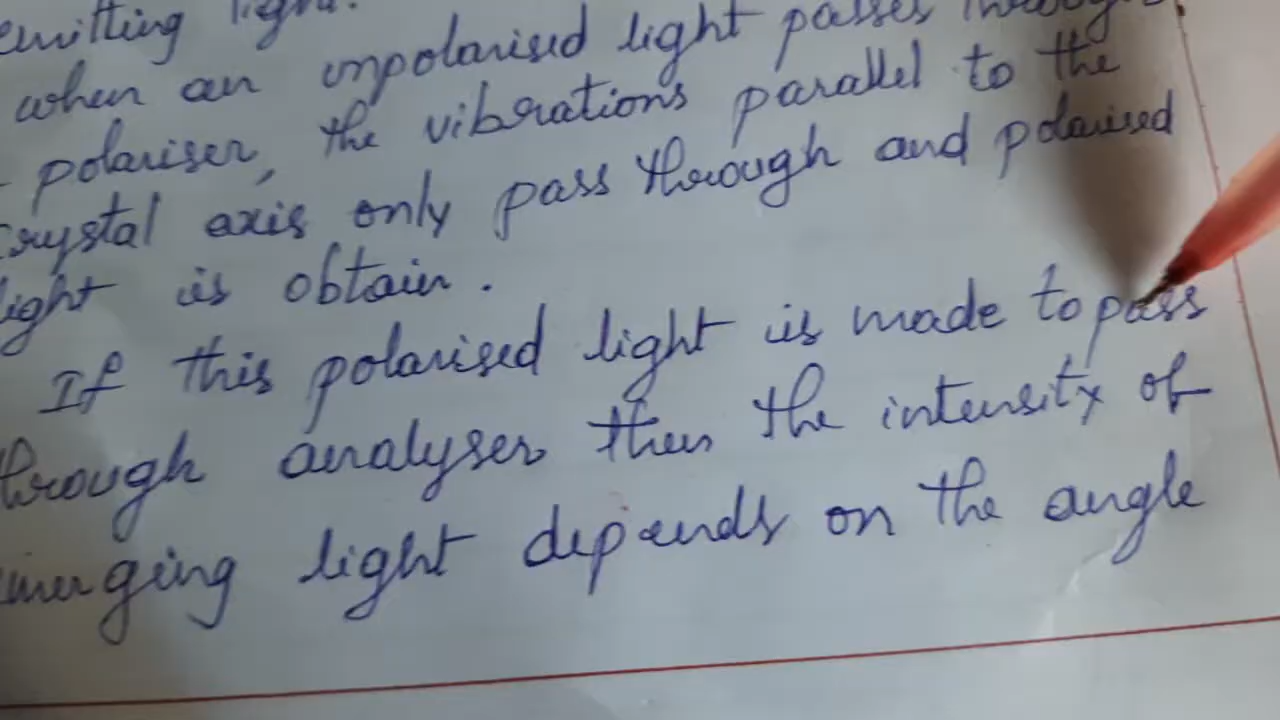 emitting light.
when an unpolarised light passes through
polariser, the vibrations parallel to the
crystal axis only pass through and polarised
light is obtain.
If this polarised light is made to pass
through analyser then the intensity of
emerging light depends on the angle